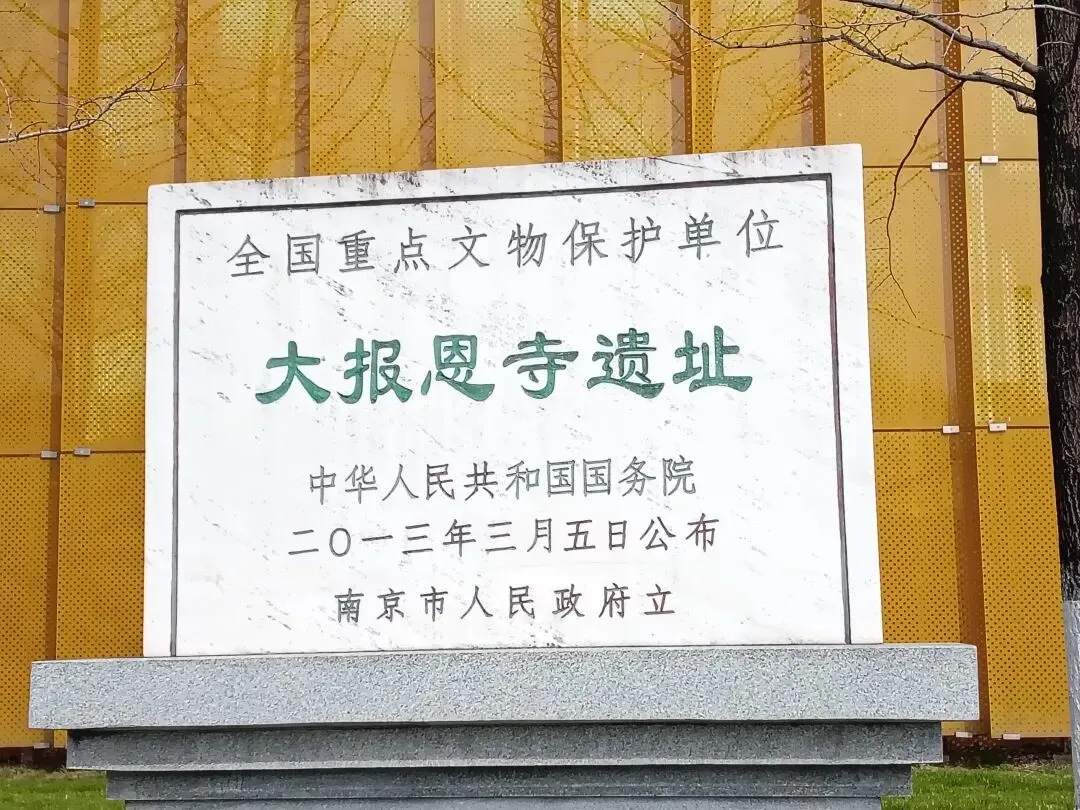 全国重点文物保护单位
大报恩寺遗址
中华人民共和国国务院
二〇一三年三月五日公布
南京市人民政府立